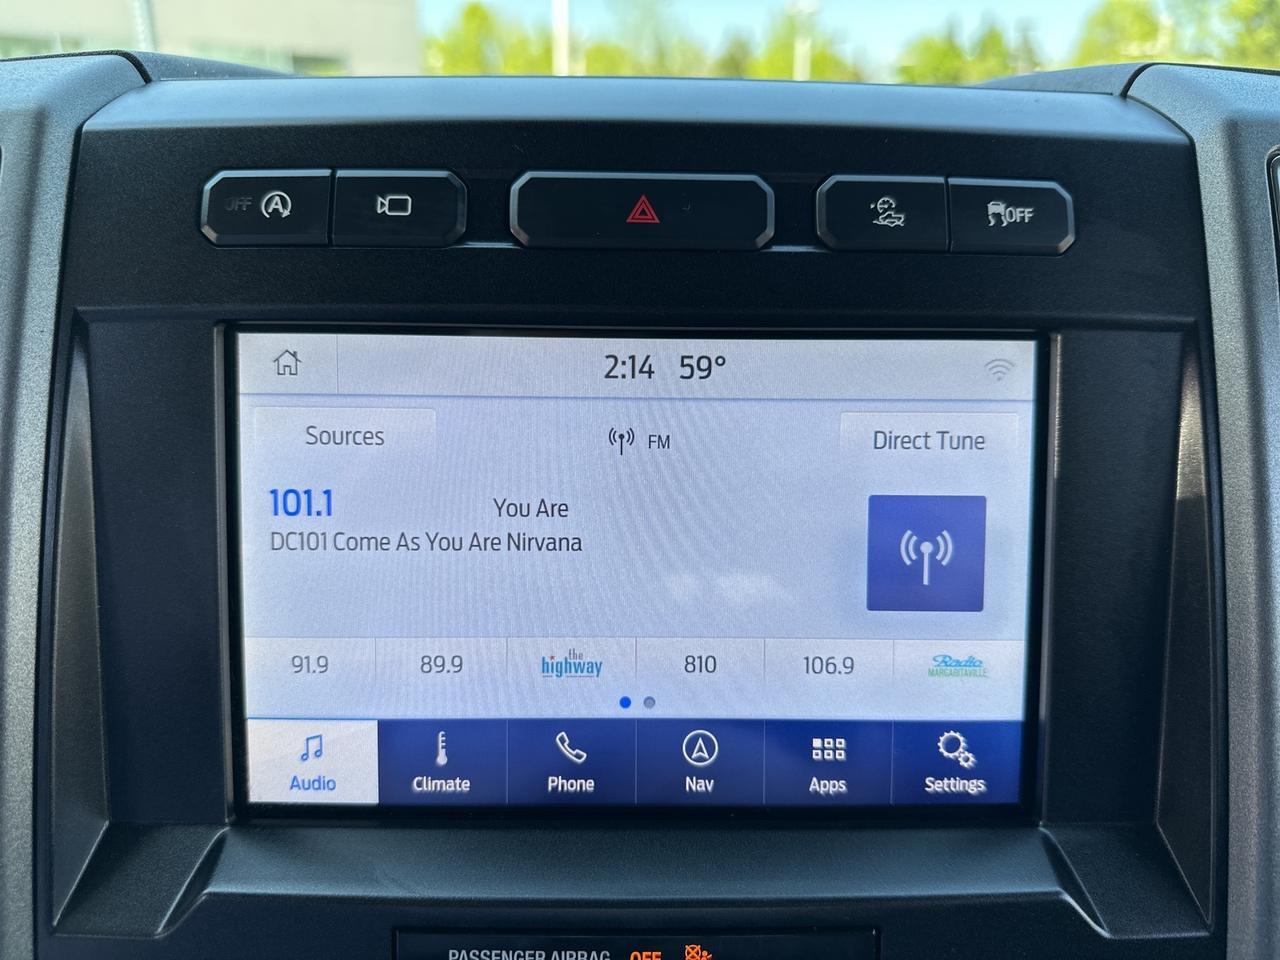 OFF A
OFF
2:14 59°
Sources
FM
Direct Tune
101.1
You Are
DC101 Come As You Are Nirvana
91.9
89.9
the
highway
810
106.9
Radio
MARGARITAVILLE
Audio
Climate
Phone
Nav
Apps
Settings
PASSENGER AIRBAG OFF